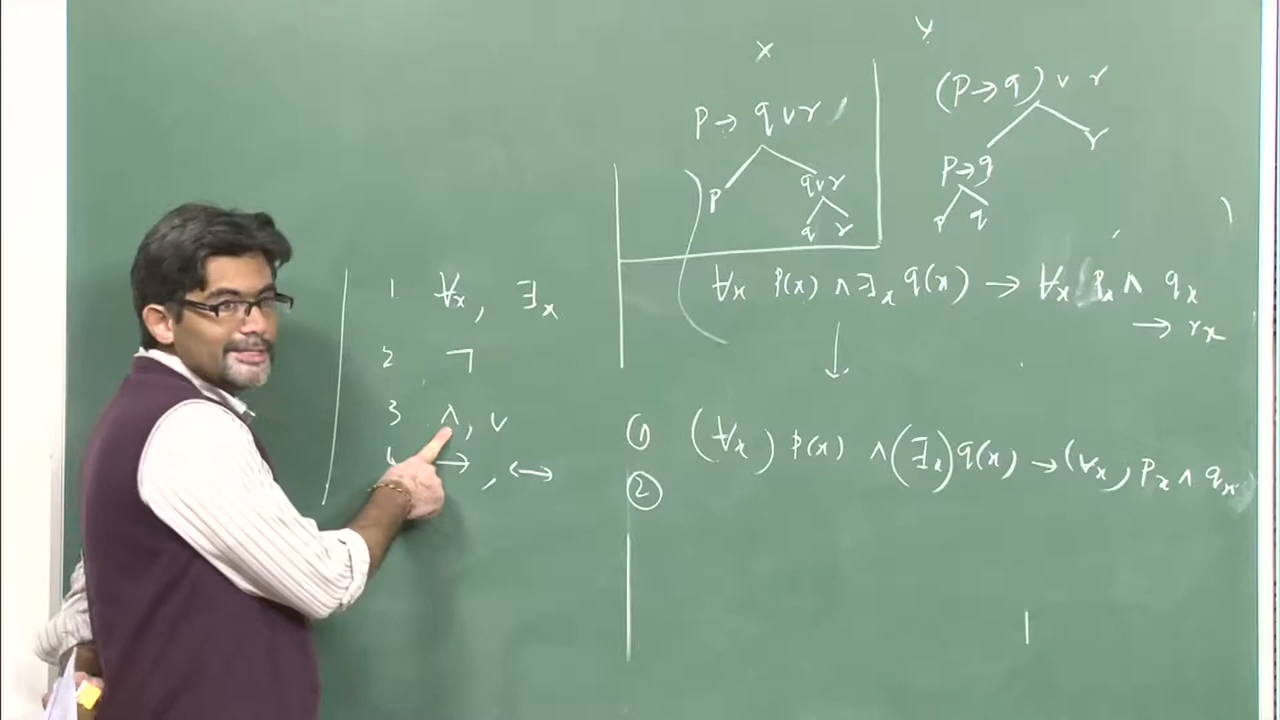 1 ∀x, ∃x
2 ¬
3 ∧, ∨
→, ↔
x
P → q ∨ r
P q ∨ r
q r
y
(P → q) ∨ r
P → q r
P q
∀x P(x) ∧ ∃x q(x) → ∀x Px ∧ qx
→ rx
① (∀x) P(x) ∧ (∃x) q(x) → (∀x) Px ∧ qx
②